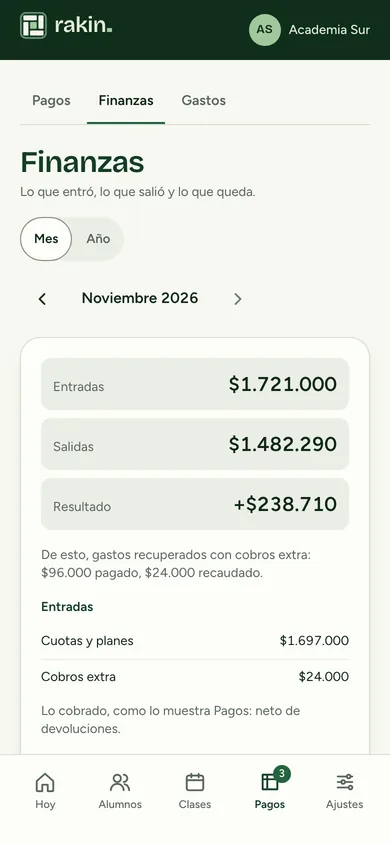 rakin.
AS Academia Sur
Pagos Finanzas Gastos
Finanzas
Lo que entró, lo que salió y lo que queda.
Mes Año
Noviembre 2026
Entradas $1.721.000
Salidas $1.482.290
Resultado +$238.710
De esto, gastos recuperados con cobros extra:
$96.000 pagado, $24.000 recaudado.
Entradas
Cuotas y planes $1.697.000
Cobros extra $24.000
Lo cobrado, como lo muestra Pagos: neto de
devoluciones.
3
Hoy Alumnos Clases Pagos Ajustes